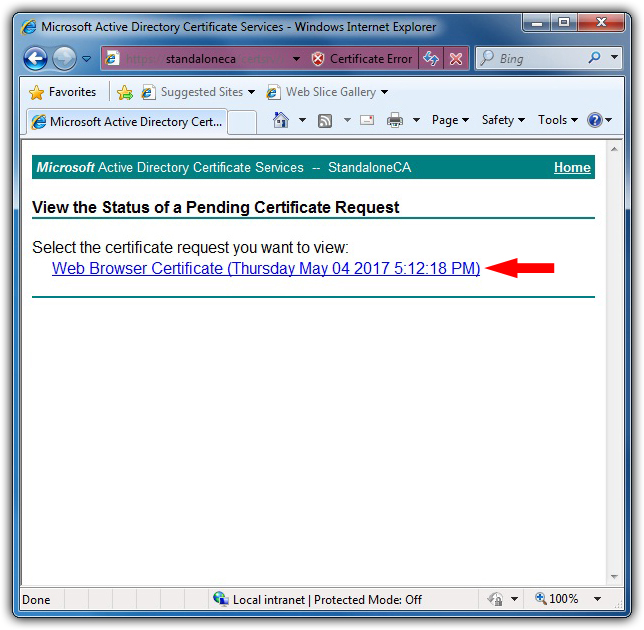 Microsoft Active Directory Certificate Services - Windows Internet Explorer
https:// standaloneca Certificate Error Bing
Favorites Suggested Sites Web Slice Gallery
Microsoft Active Directory Cert... Page Safety Tools
Microsoft Active Directory Certificate Services -- StandaloneCA Home
View the Status of a Pending Certificate Request
Select the certificate request you want to view:
Web Browser Certificate (Thursday May 04 2017 5:12:18 PM)
Done Local intranet | Protected Mode: Off 100%